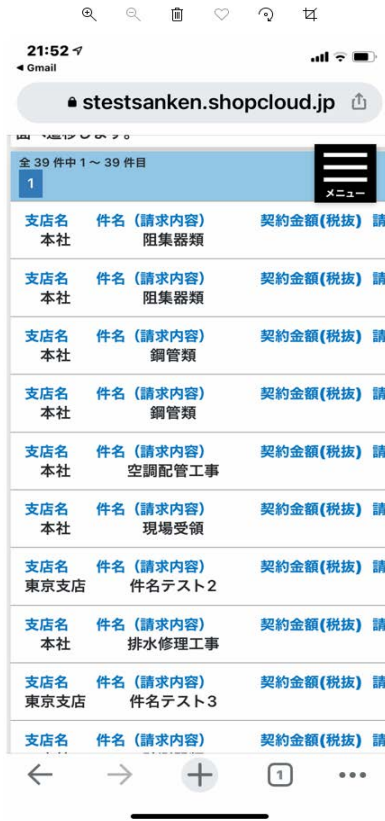 21:52
◀ Gmail
stestsanken.shopcloud.jp
全 39 件中 1 〜 39 件目
1
メニュー
支店名 件名（請求内容） 契約金額(税抜) 請
本社 阻集器類
支店名 件名（請求内容） 契約金額(税抜) 請
本社 阻集器類
支店名 件名（請求内容） 契約金額(税抜) 請
本社 鋼管類
支店名 件名（請求内容） 契約金額(税抜) 請
本社 鋼管類
支店名 件名（請求内容） 契約金額(税抜) 請
本社 空調配管工事
支店名 件名（請求内容） 契約金額(税抜) 請
本社 現場受領
支店名 件名（請求内容） 契約金額(税抜) 請
東京支店 件名テスト2
支店名 件名（請求内容） 契約金額(税抜) 請
本社 排水修理工事
支店名 件名（請求内容） 契約金額(税抜) 請
東京支店 件名テスト3
支店名 件名（請求内容） 契約金額(税抜) 請
1